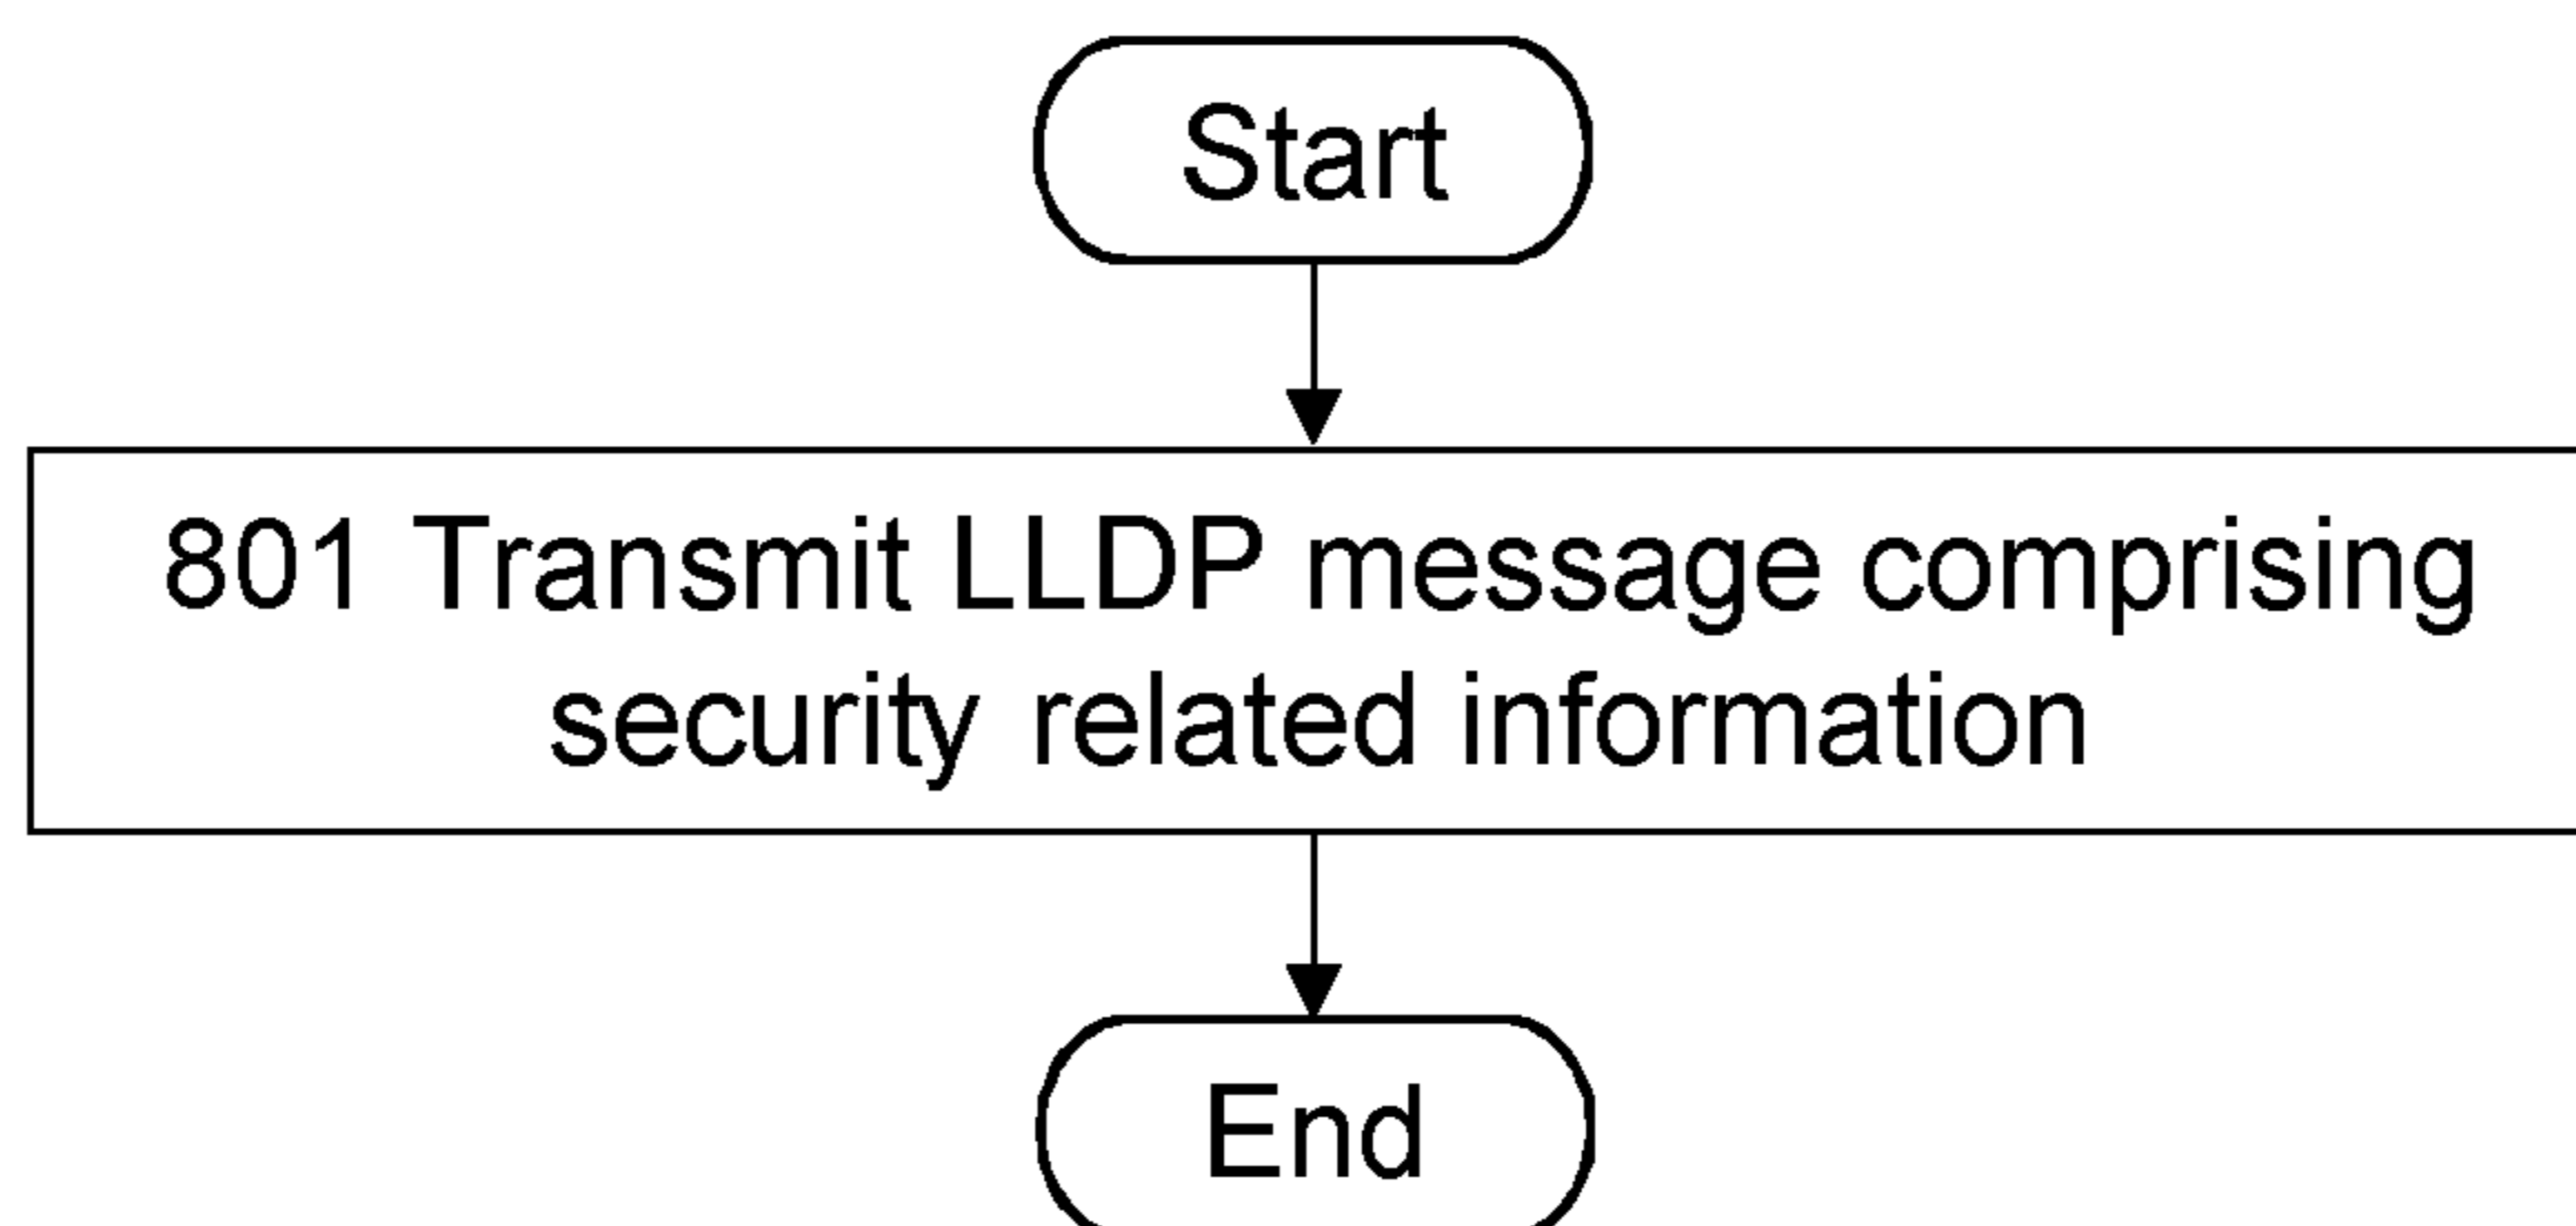 Start
801 Transmit LLDP message comprising
security related information
End